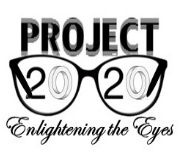 PROJECT
2020
Enlightening the Eyes